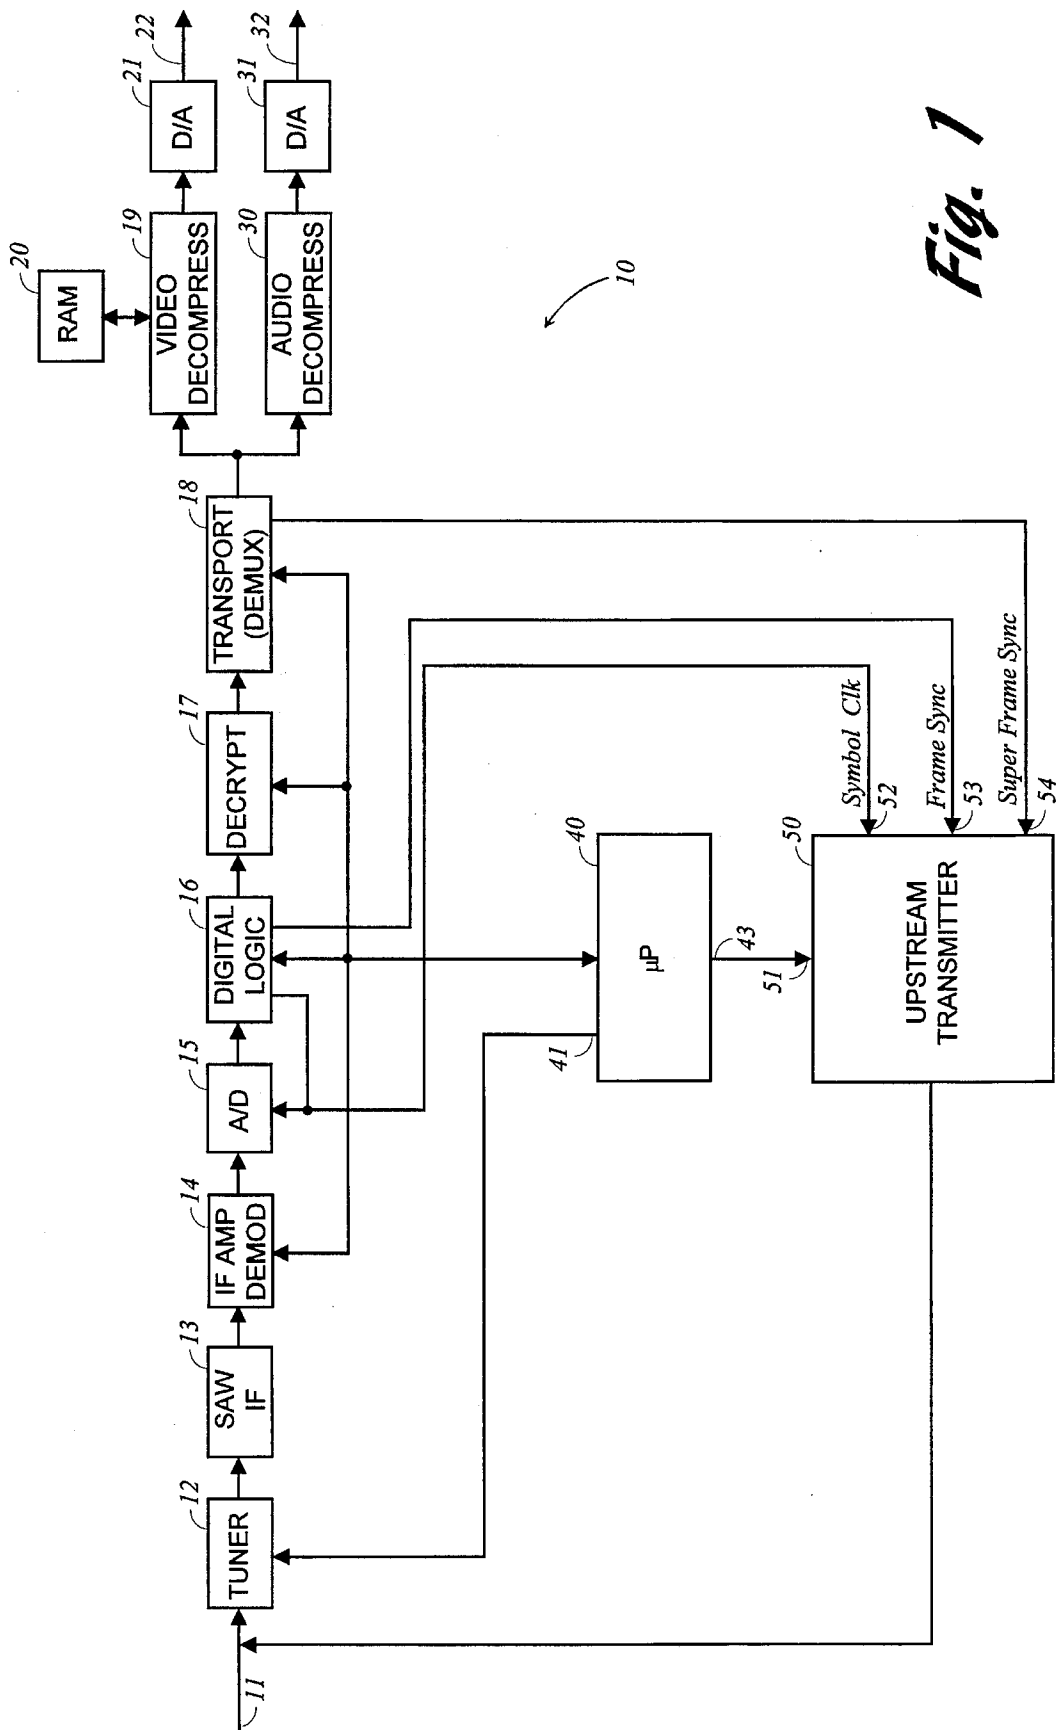 11
12
TUNER
13
SAW
IF
14
IF AMP
DEMOD
15
A/D
16
DIGITAL
LOGIC
17
DECRYPT
18
TRANSPORT
(DEMUX)
20
RAM
19
VIDEO
DECOMPRESS
21
D/A
22
30
AUDIO
DECOMPRESS
31
D/A
32
10
41
40
µP
43
51
50
UPSTREAM
TRANSMITTER
Symbol Clk
52
Frame Sync
53
Super Frame Sync
54
Fig. 1